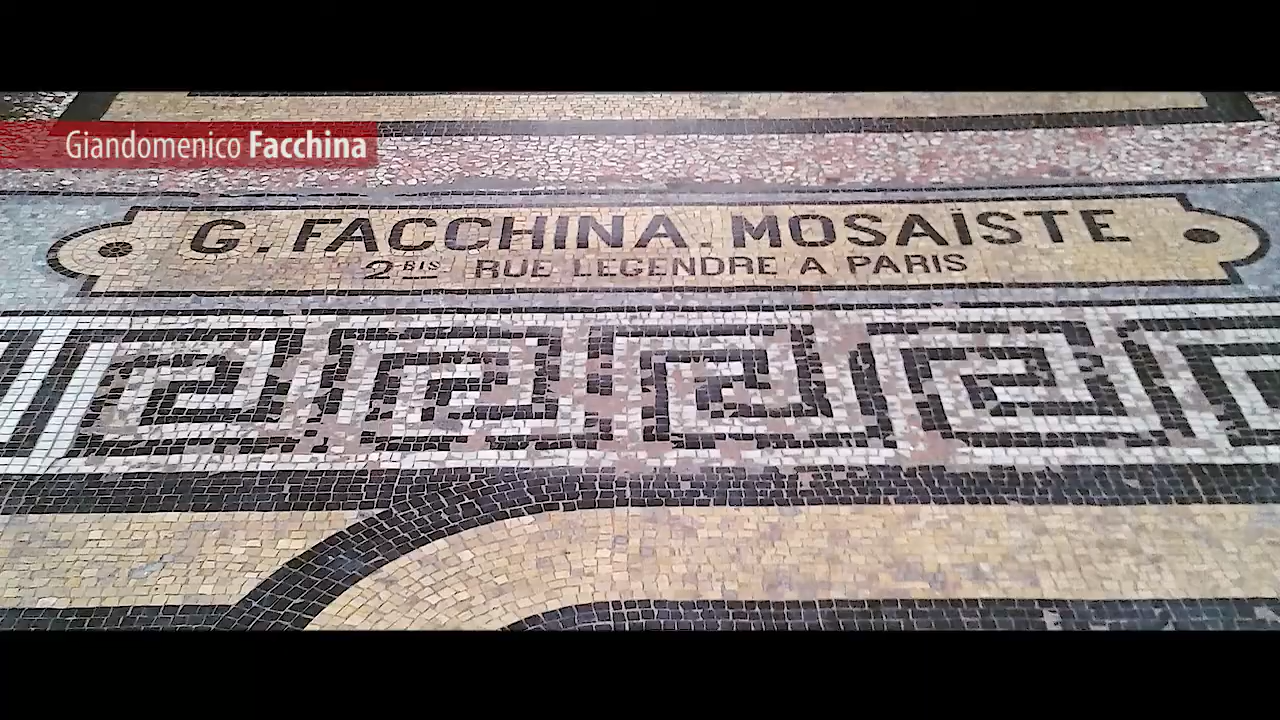 Giandomenico Facchina
G. FACCHINA. MOSAÏSTE
2BIS RUE LEGENDRE A PARIS